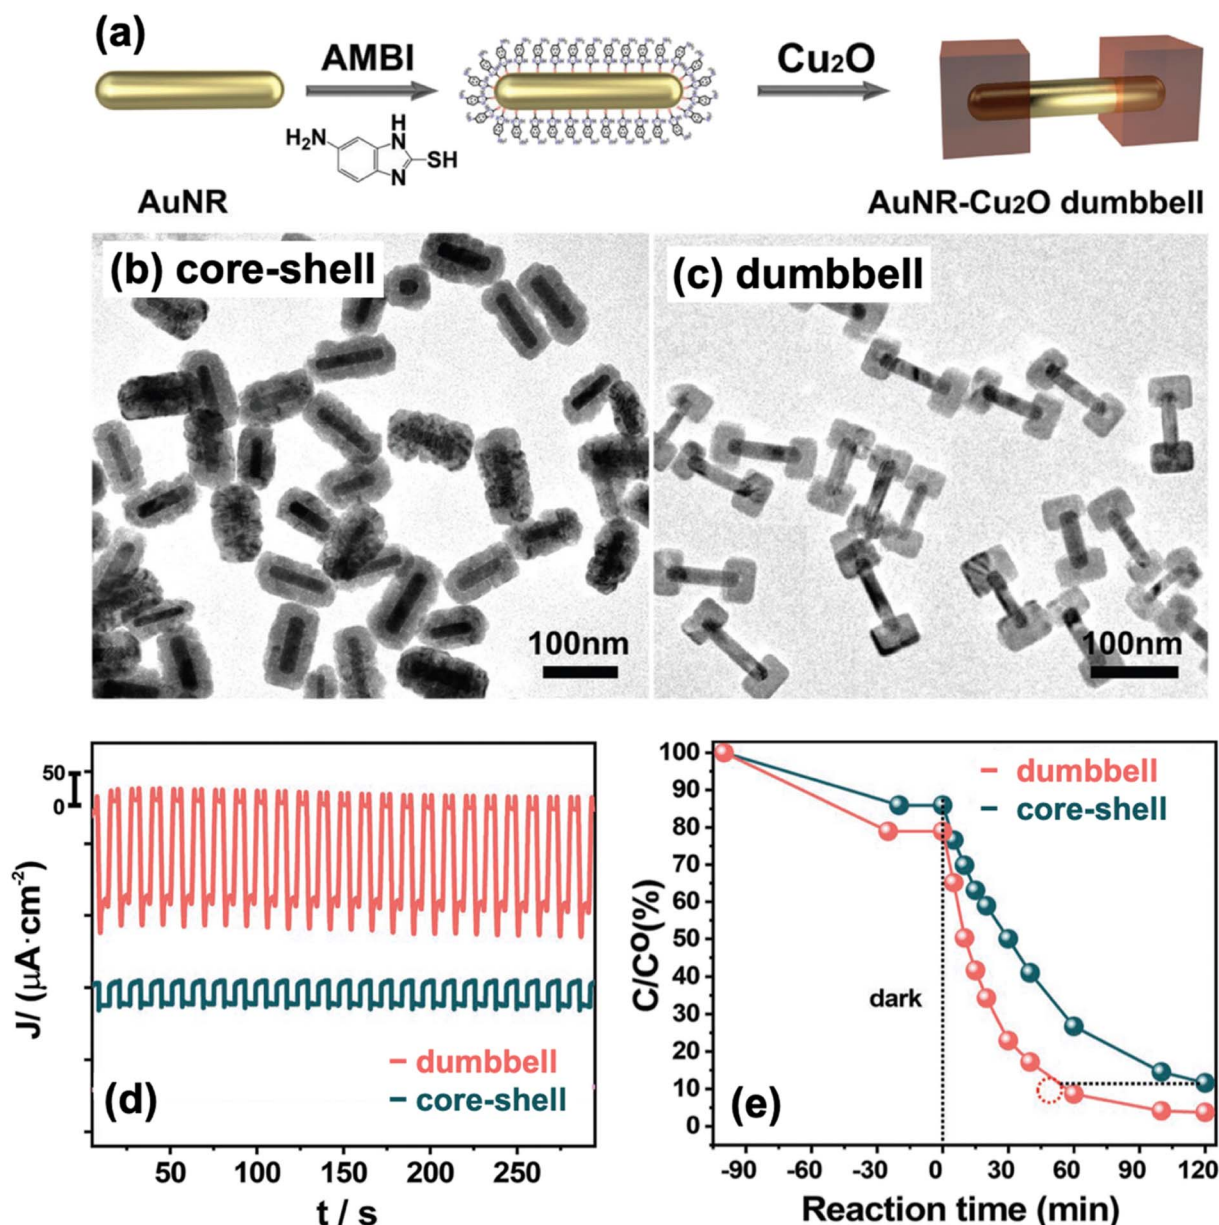 (a)
AMBI
Cu₂O
H₂N
H
N
SH
N
AuNR
AuNR-Cu₂O dumbbell
(b) core-shell
(c) dumbbell
100nm
100nm
50
0
J/ (μA·cm⁻²)
dumbbell
core-shell
(d)
50 100 150 200 250
t / s
100
90
80
70
60
50
40
30
20
10
0
C/C⁰(%)
dumbbell
core-shell
dark
(e)
-90 -60 -30 0 30 60 90 120
Reaction time (min)